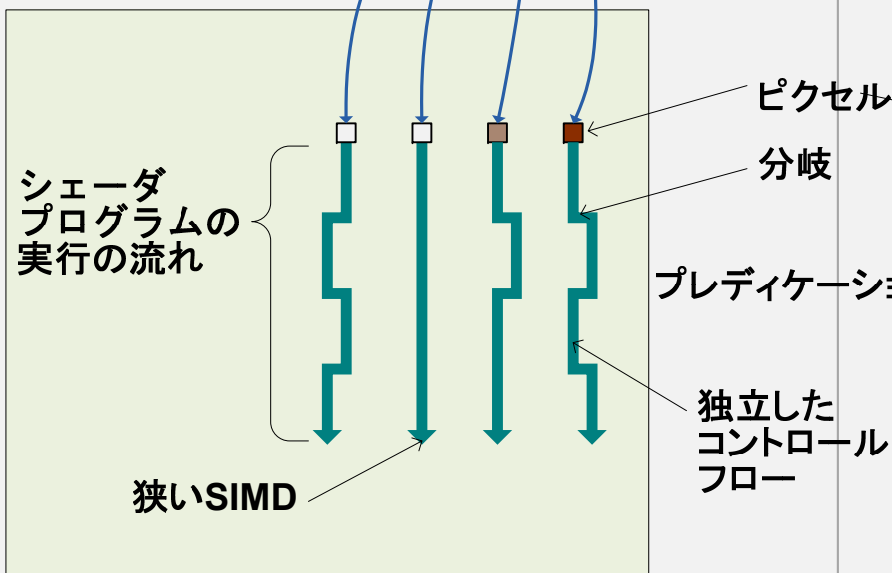 ピクセル
分岐
シェーダ
プログラムの
実行の流れ
プレディケーショ
独立した
コントロール
フロー
狭いSIMD